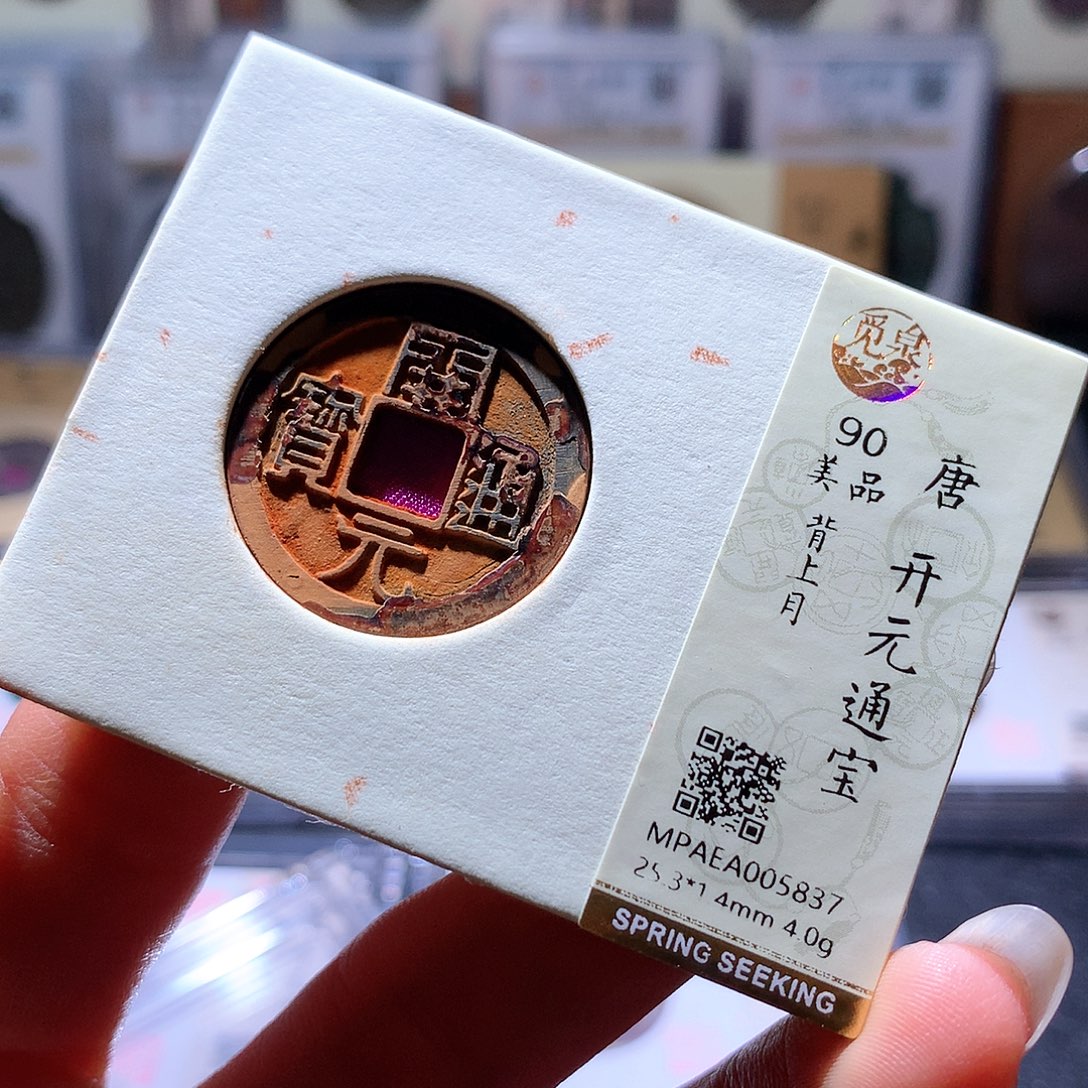 開元通寶
觅泉
唐 开元通宝
90
美品
背上月
MPAEA005837
25.3*1.4mm 4.0g
SPRING SEEKING